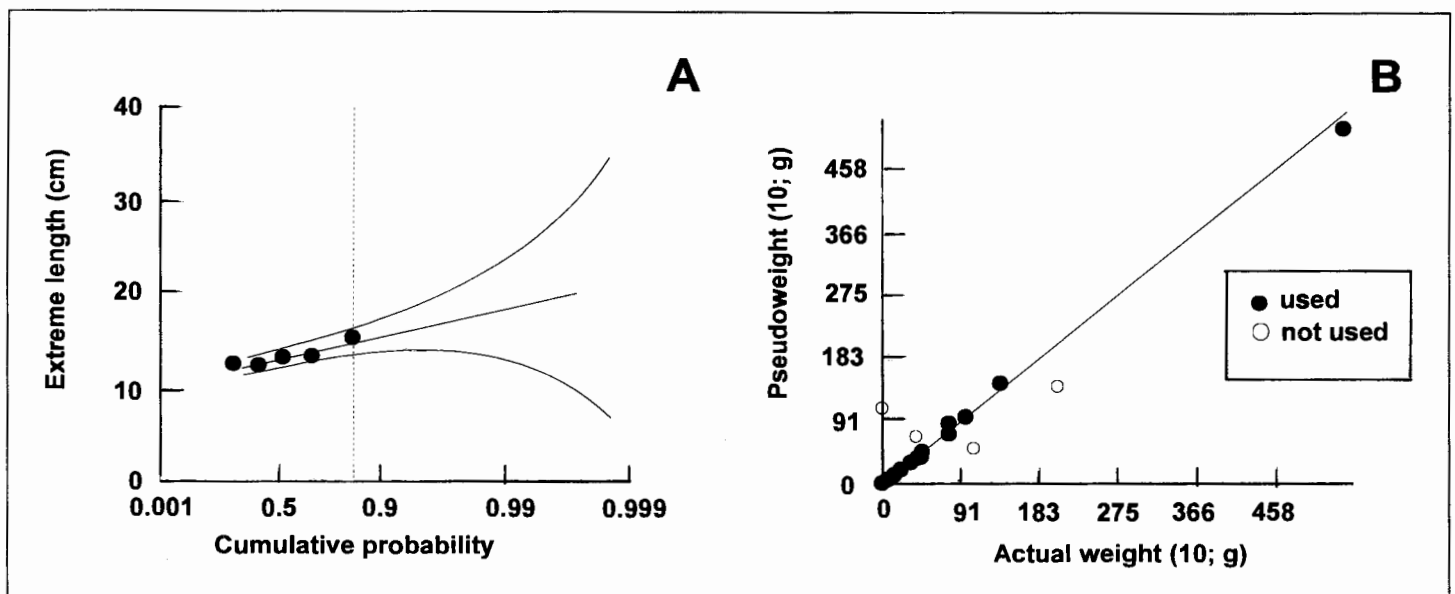 A
40
30
20
10
0
Extreme length (cm)
0.001 0.5 0.9 0.99 0.999
Cumulative probability
B
458
366
275
183
91
0
Pseudoweight (10; g)
0 91 183 275 366 458
Actual weight (10; g)
used
not used